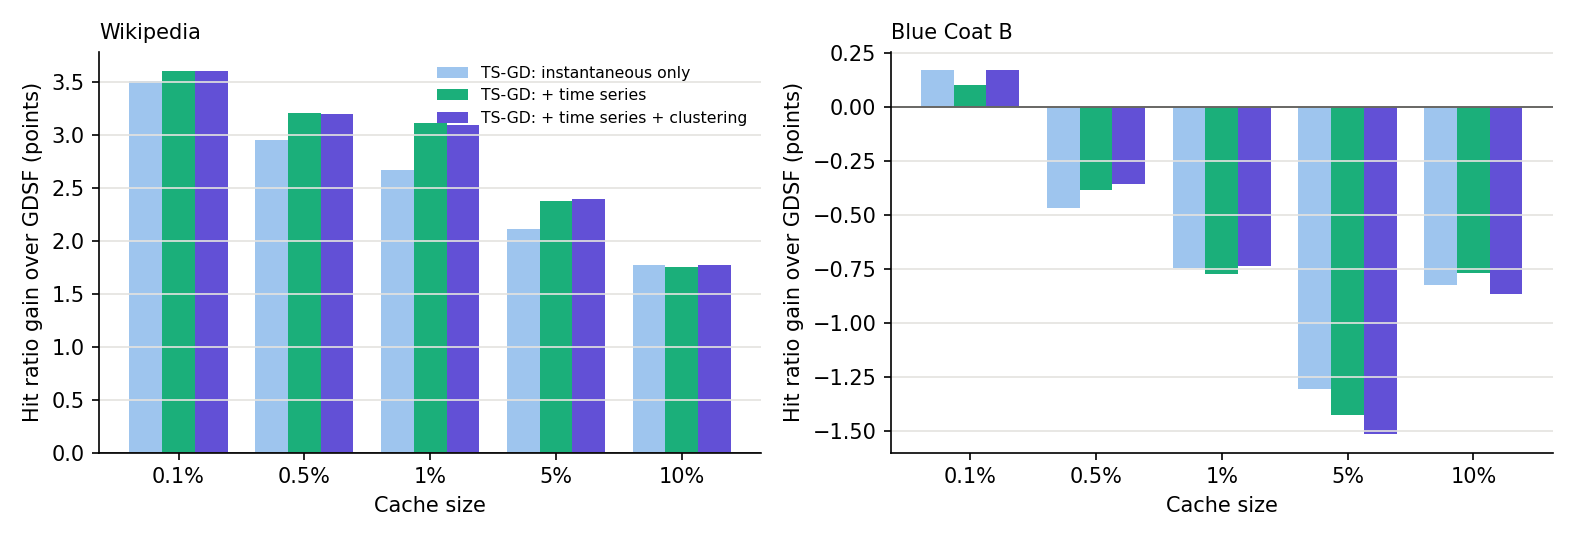 Wikipedia
Hit ratio gain over GDSF (points)
3.5
3.0
2.5
2.0
1.5
1.0
0.5
0.0
TS-GD: instantaneous only
TS-GD: + time series
TS-GD: + time series + clustering
0.1% 0.5% 1% 5% 10%
Cache size
Blue Coat B
Hit ratio gain over GDSF (points)
0.25
0.00
−0.25
−0.50
−0.75
−1.00
−1.25
−1.50
0.1% 0.5% 1% 5% 10%
Cache size